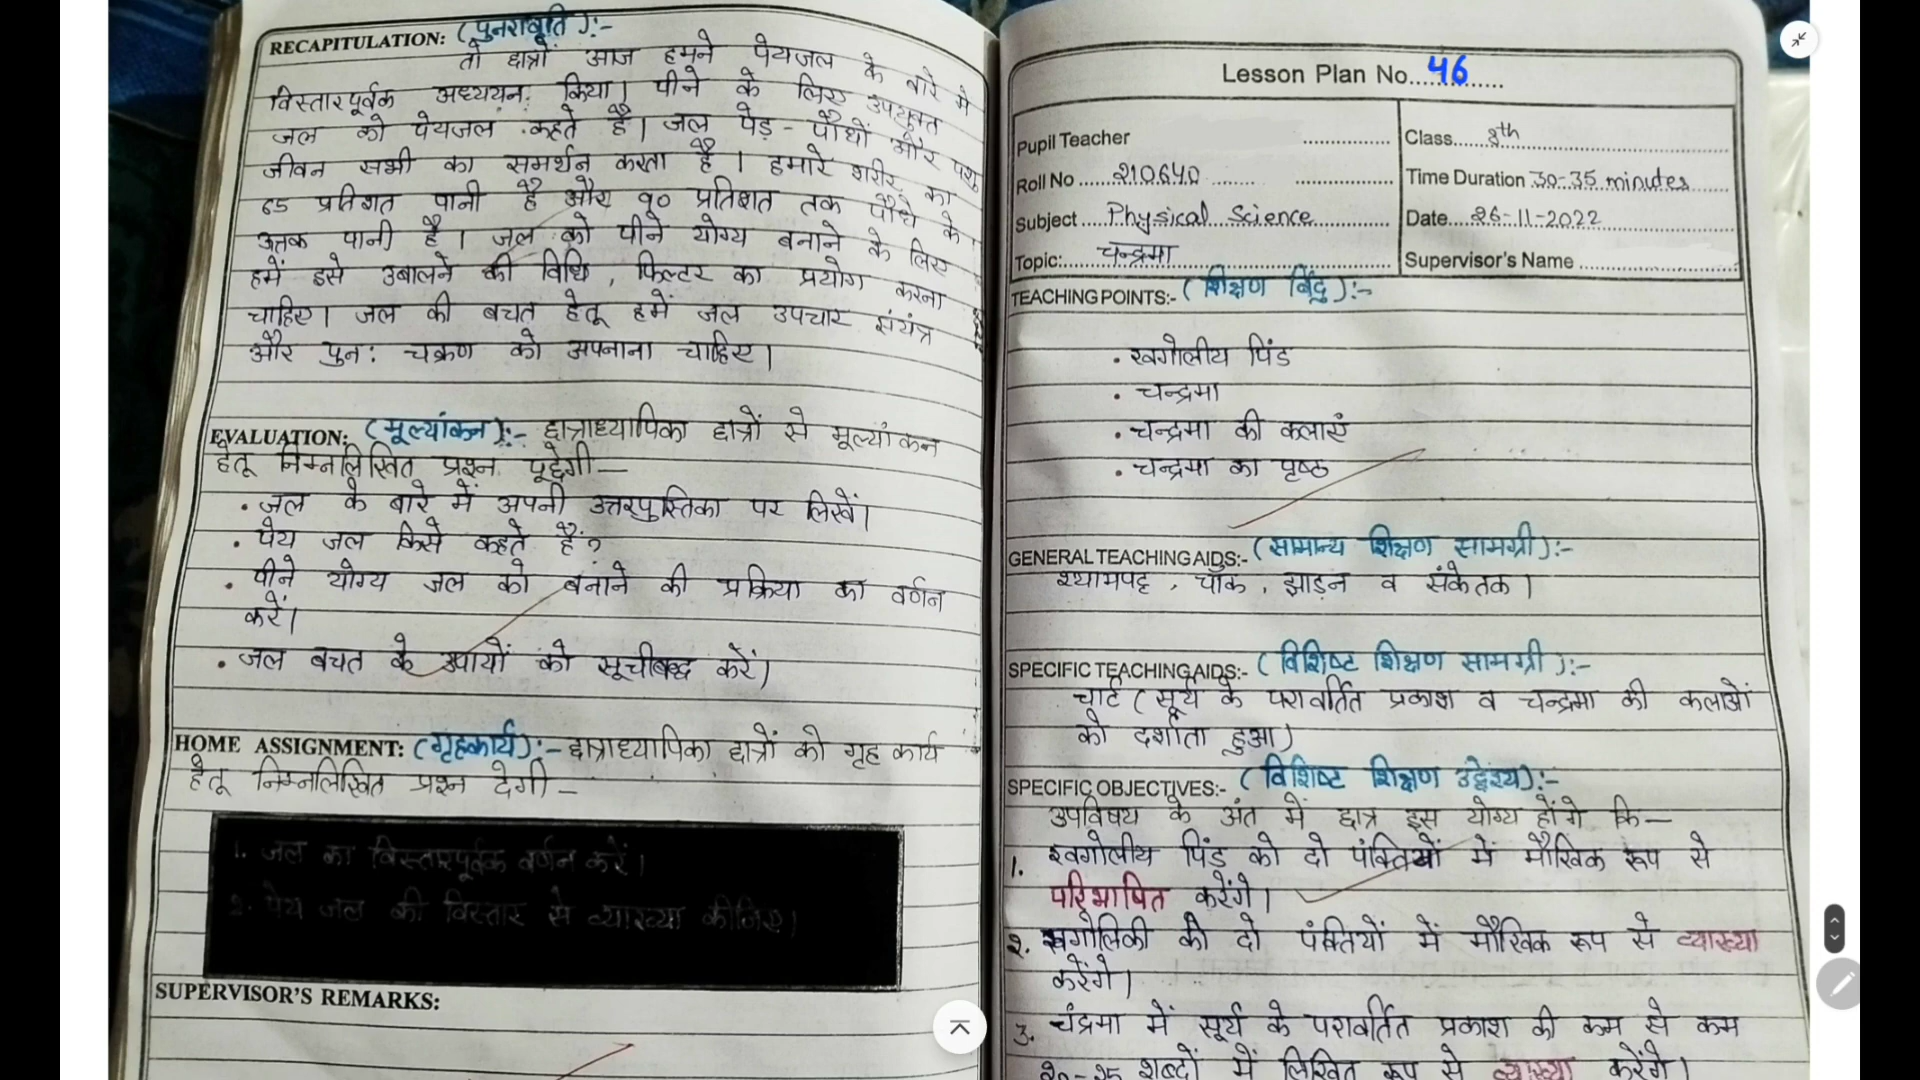 RECAPITULATION: (पुनरावृति):-
तो छात्रों आज हमने पेयजल के बारे में
विस्तारपूर्वक अध्ययन किया। पीने के लिए उपयुक्त
जल को पेयजल कहते है। जल पेड़ - पौधों और पशु
जीवन सभी का समर्थन करता है। हमारे शरीर का
65 प्रतिशत पानी है और ९० प्रतिशत तक पौधे के
ऊतक पानी है। जल को पीने योग्य बनाने के लिए
हमें इसे उबालने की विधि, फिल्टर का प्रयोग करना
चाहिए। जल की बचत हेतू हमें जल उपचार संयंत्र
और पुन: चक्रण को अपनाना चाहिए।
EVALUATION: (मूल्यांकन):- छात्राध्यापिका छात्रों से मूल्यांकन
हेतू निम्नलिखित प्रश्न पूछेगी—
• जल के बारे में अपनी उत्तरपुस्तिका पर लिखें।
• पेय जल किसे कहते हैं?
• पीने योग्य जल को बनाने की प्रक्रिया का वर्णन
करें।
• जल बचत के उपायों को सूचीबद्ध करें।
HOME ASSIGNMENT: (गृहकार्य):- छात्राध्यापिका छात्रों को गृह कार्य
हेतू निम्नलिखित प्रश्न देगी—
1. जल का विस्तारपूर्वक वर्णन करें।
2. पेय जल की विस्तार से व्याख्या कीजिए।
SUPERVISOR'S REMARKS:
Lesson Plan No....46............
Pupil Teacher ................
Roll No .......210640 ....... ................
Subject .... Physical Science................
Topic:...... चन्द्रमा................
Class...... 8th ................
Time Duration 30-35 minutes......
Date....26-11-2022................
Supervisor's Name ................
TEACHING POINTS:- (शिक्षण बिंदु):-
• खगोलीय पिंड
• चन्द्रमा
• चन्द्रमा की कलाएं
• चन्द्रमा का पृष्ठ
GENERAL TEACHING AIDS:- (सामान्य शिक्षण सामग्री):-
श्यामपट्ट, चॉक, झाड़न व संकेतक।
SPECIFIC TEACHING AIDS:- (विशिष्ट शिक्षण सामग्री):-
चार्ट (सूर्य के परावर्तित प्रकाश व चन्द्रमा की कलाओं
को दर्शाता हुआ)
SPECIFIC OBJECTIVES:- (विशिष्ट शिक्षण उद्देश्य):-
उपविषय के अंत में छात्र इस योग्य होंगे कि—
1. खगोलीय पिंड को दो पंक्तियों में मौखिक रूप से
परिभाषित करेंगे।
2. खगोलिकी की दो पंक्तियों में मौखिक रूप से व्याख्या
करेंगे।
3. चंद्रमा में सूर्य के परावर्तित प्रकाश की कम से कम
20-25 शब्दों में लिखित रूप से व्याख्या करेंगे।